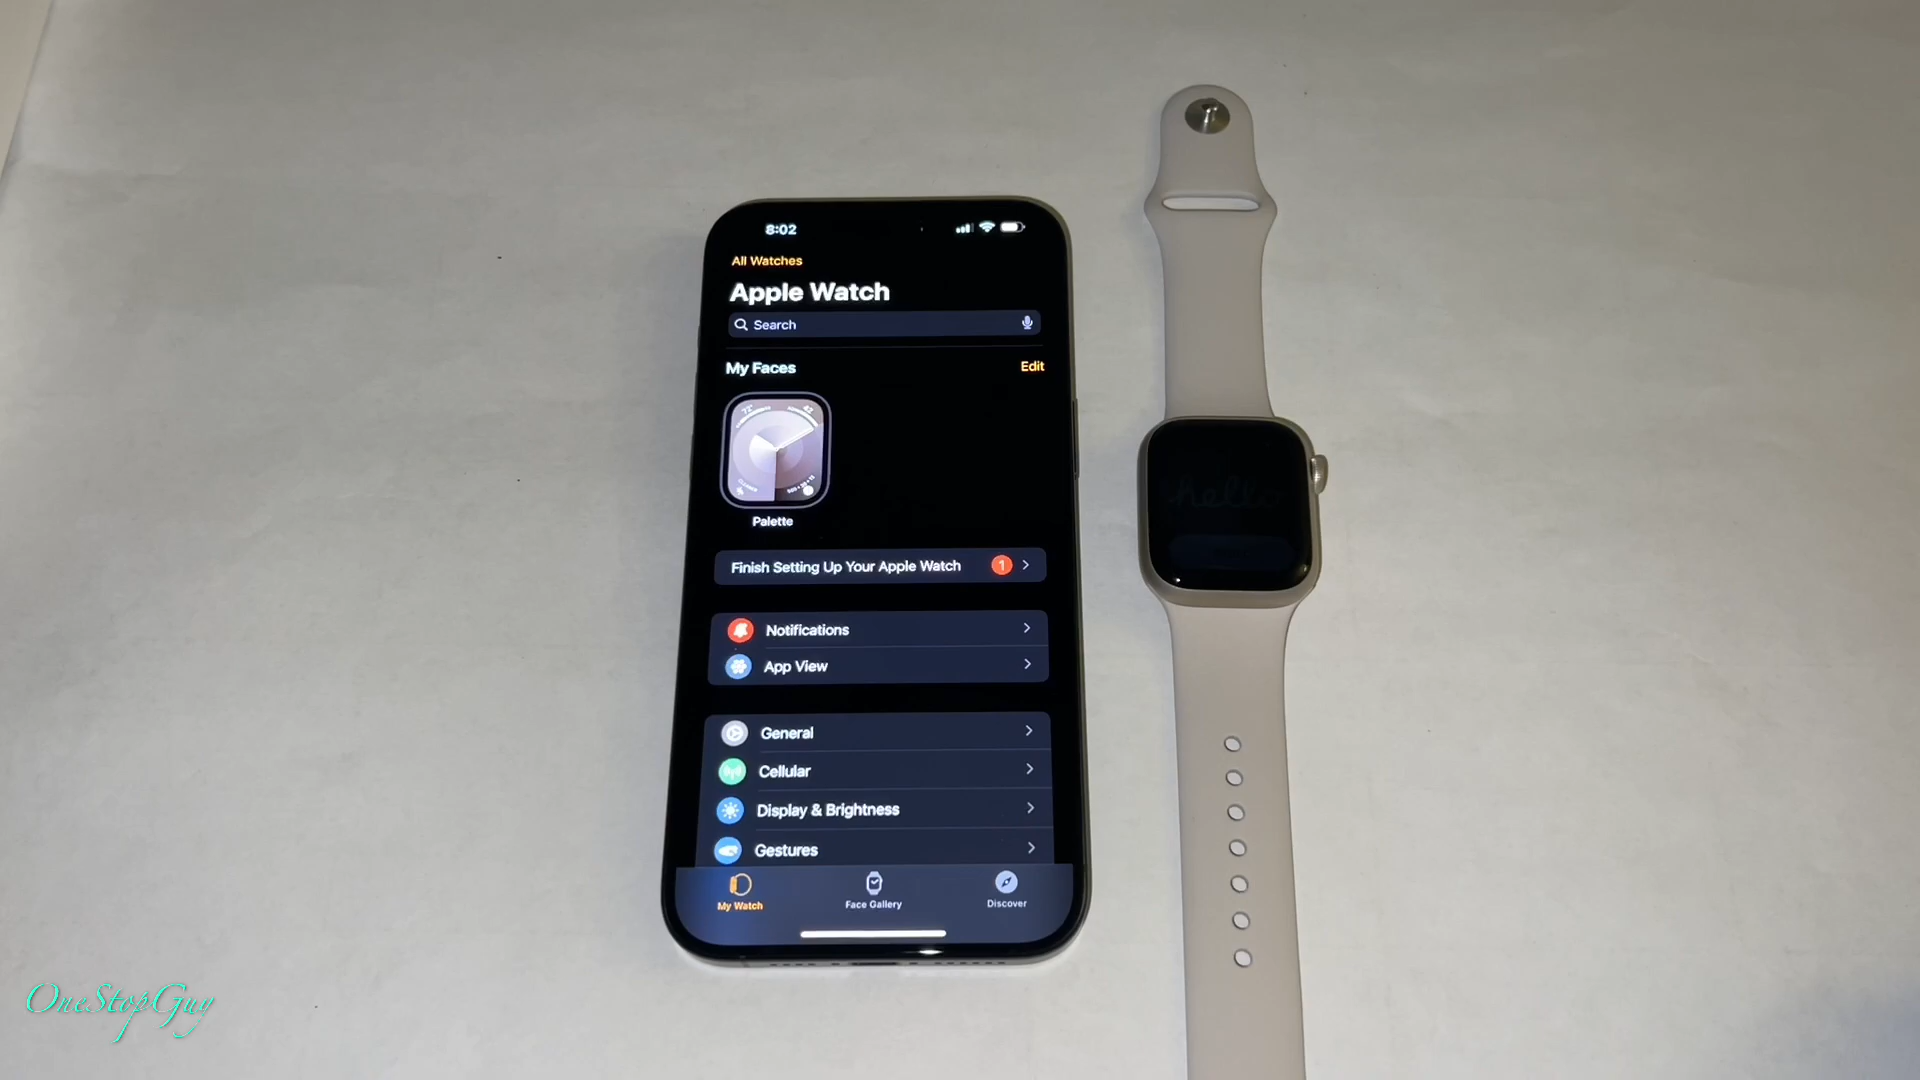 8:02
All Watches
Apple Watch
Search
My Faces
Edit
Palette
Finish Setting Up Your Apple Watch
1
Notifications
App View
General
Cellular
Display & Brightness
Gestures
My Watch
Face Gallery
Discover
hello
OneStopGuy